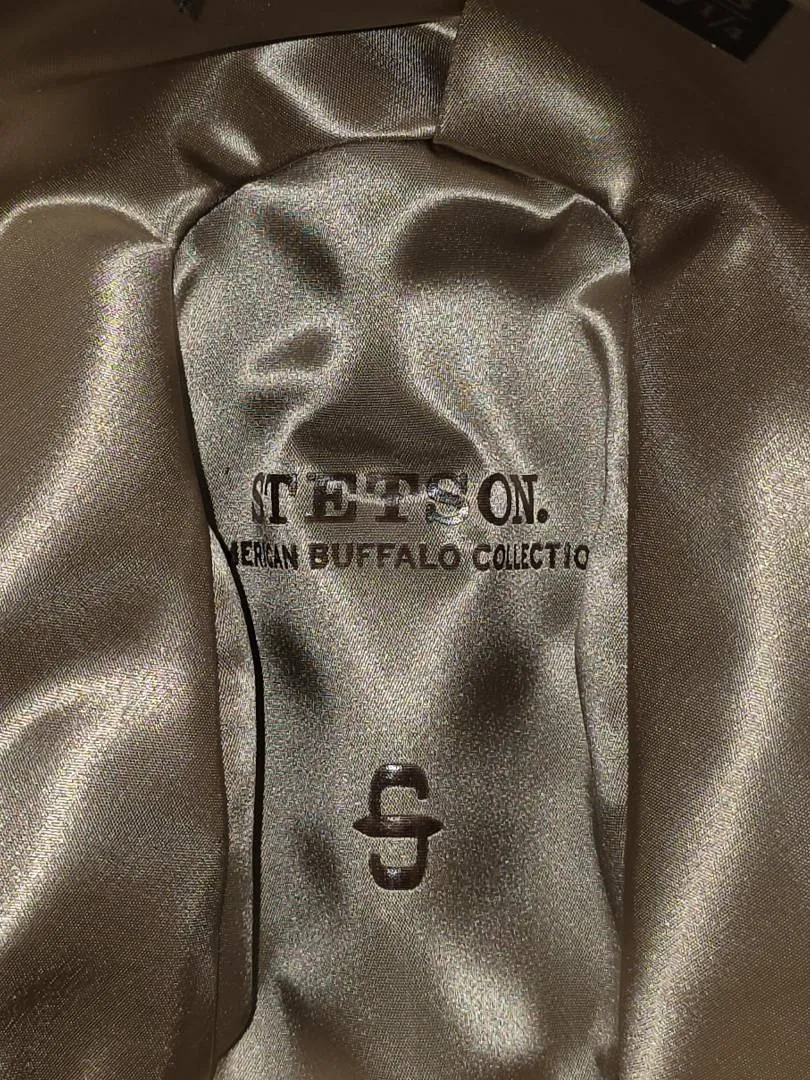 STETSON.
MERICAN BUFFALO COLLECTIO
S